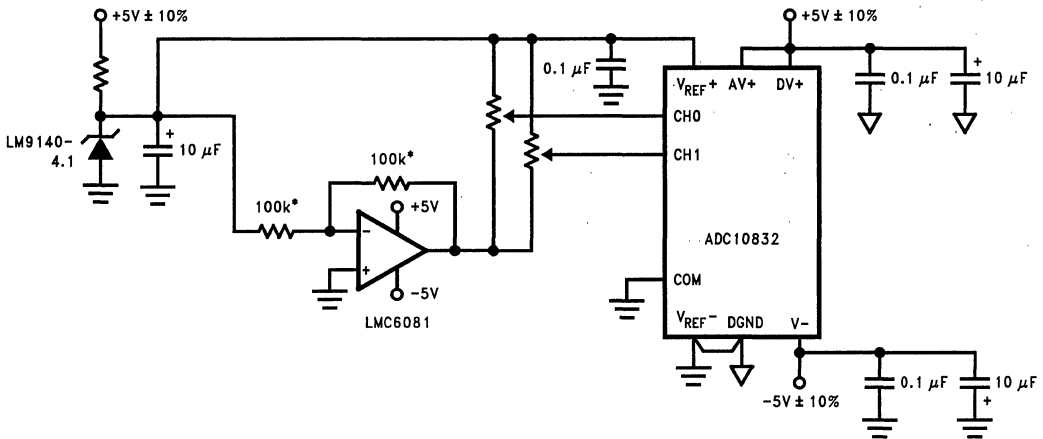 +5V ± 10%
+5V ± 10%
0.1 μF
VREF+ AV+ DV+
0.1 μF
+
10 μF
CH0
LM9140-
4.1
+
10 μF
CH1
100k*
100k*
+5V
ADC10832
-
+
COM
-5V
LMC6081
VREF- DGND V-
0.1 μF
10 μF
+
-5V ± 10%